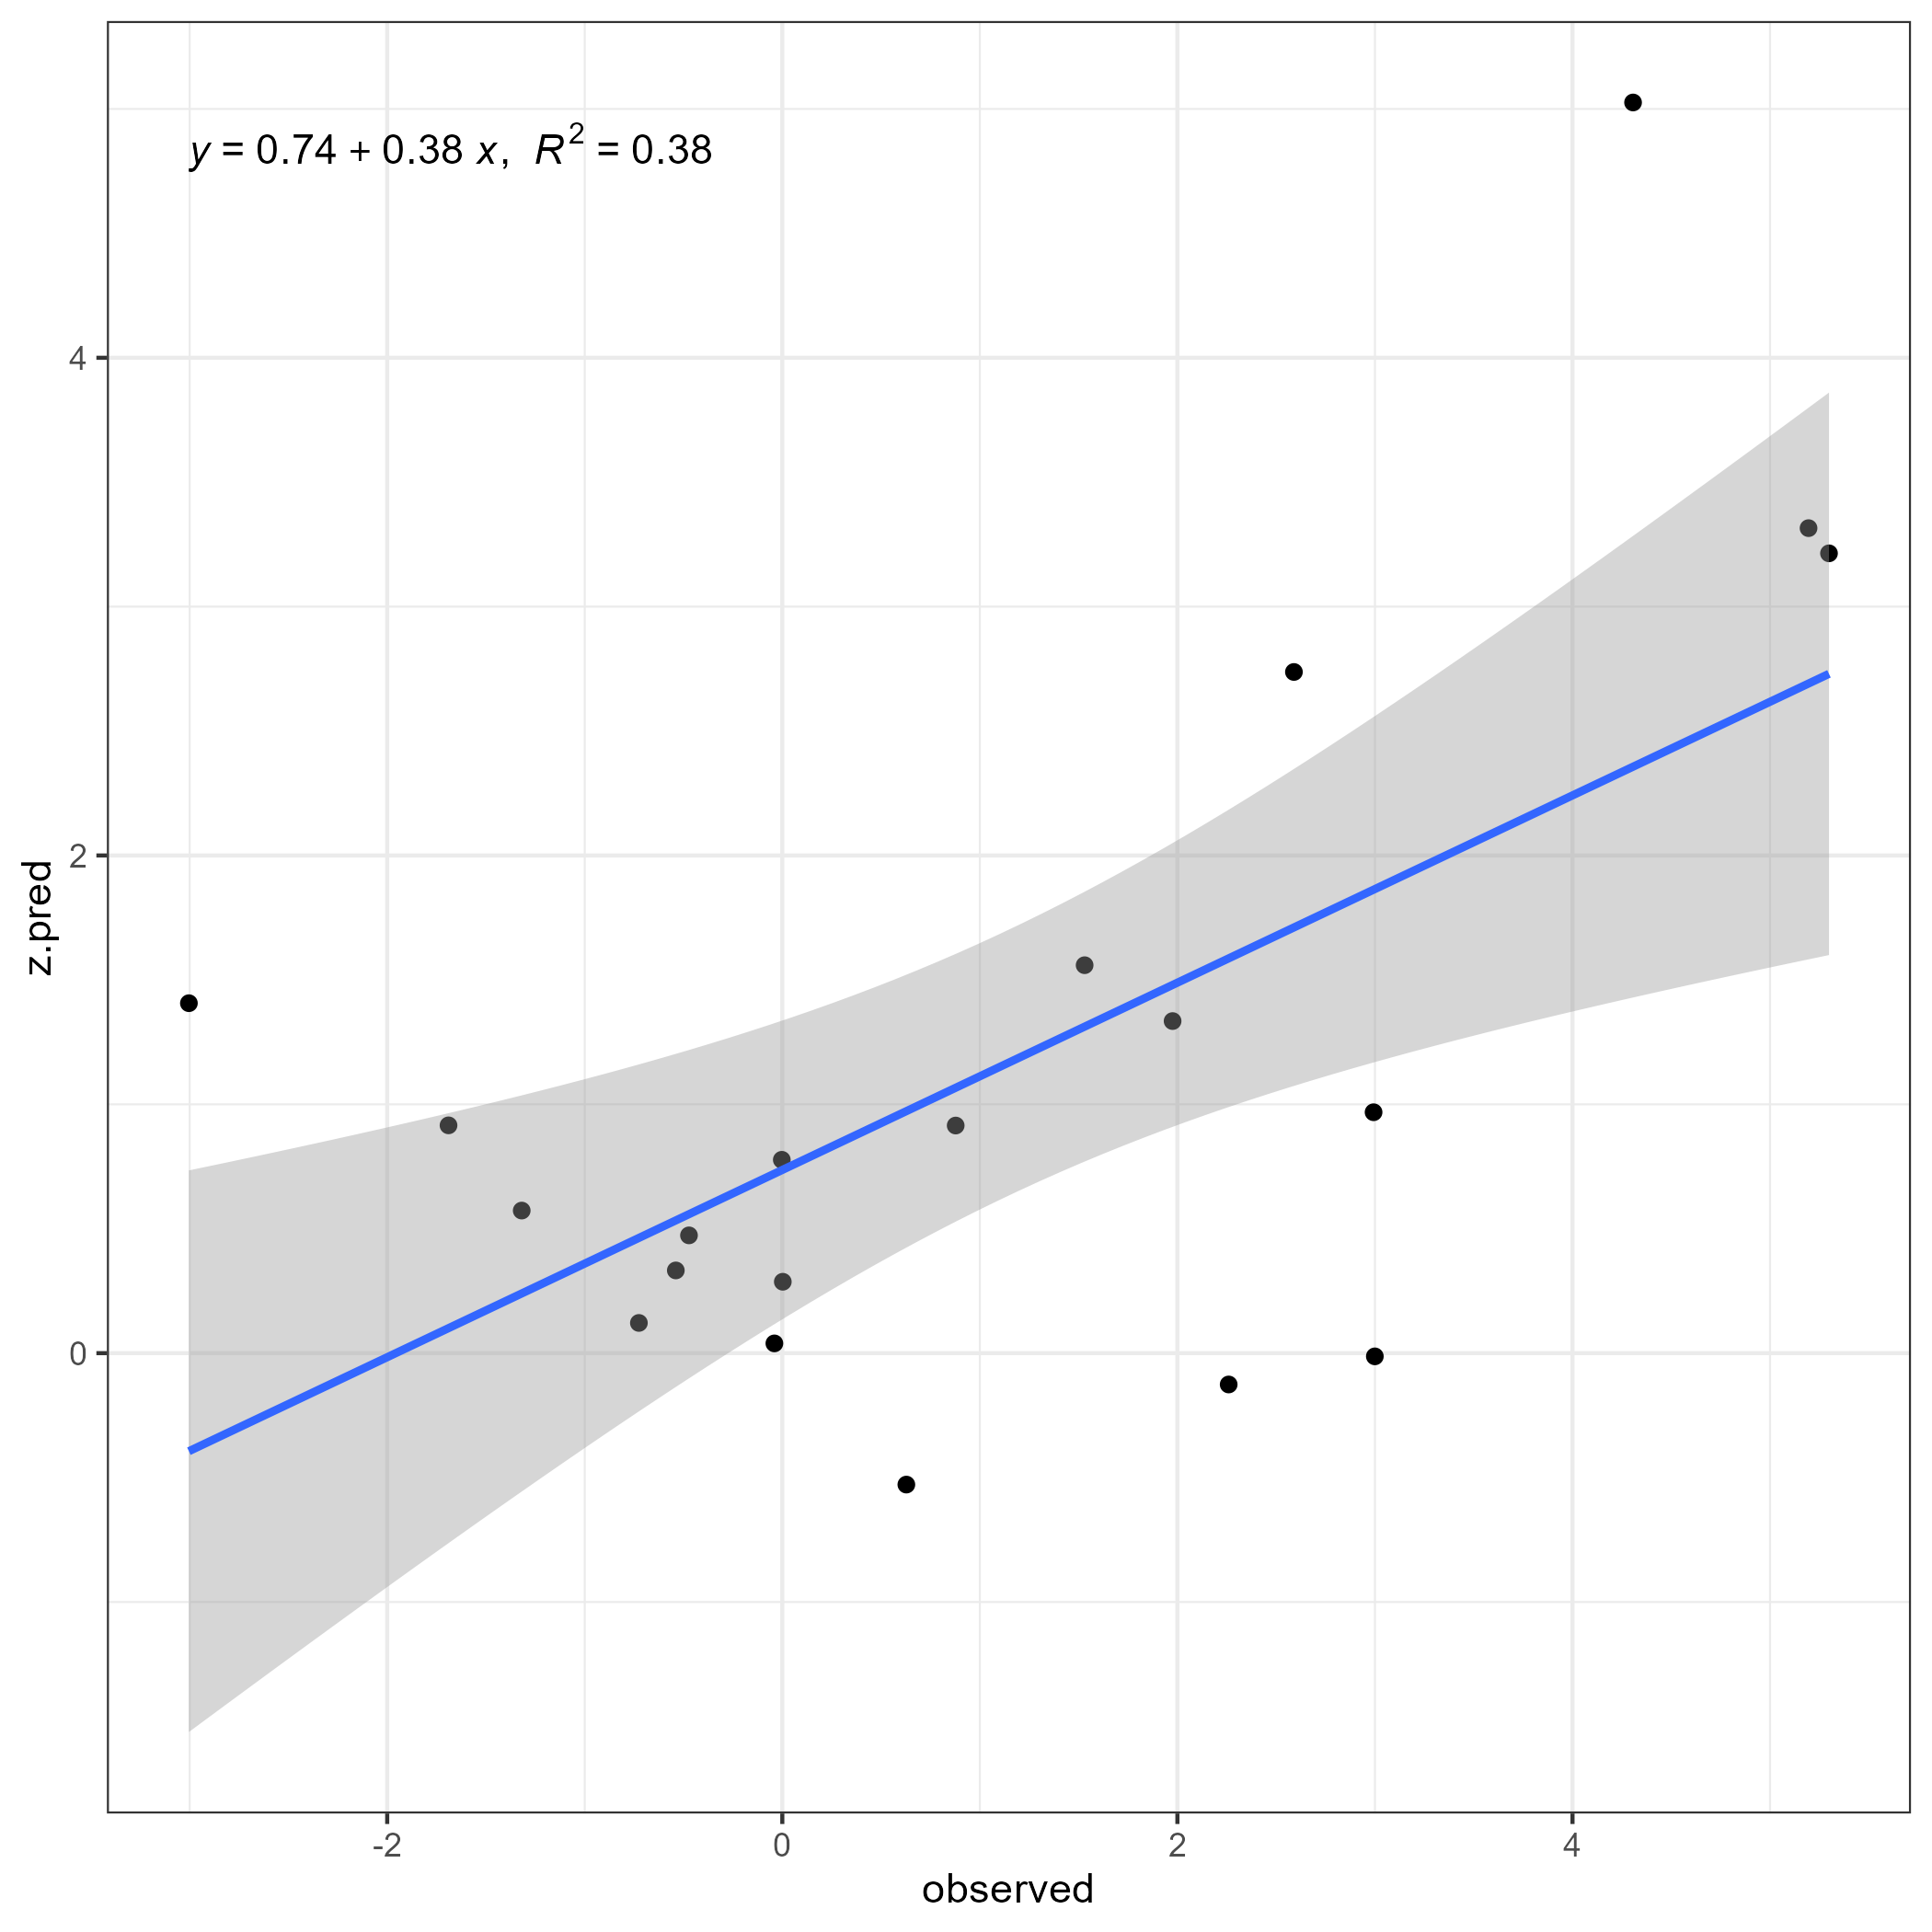 y = 0.74 + 0.38 x, R² = 0.38
4
2
0
z.pred
-2 0 2 4
observed